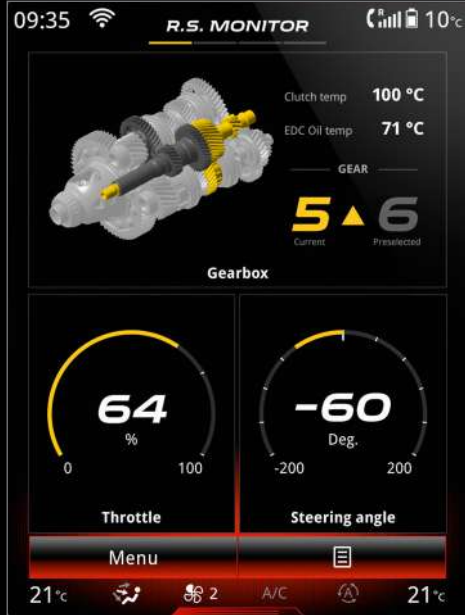 09:35 R.S. MONITOR R 10°C
Clutch temp 100 °C
EDC Oil temp 71 °C
GEAR
5 6
Current Preselected
Gearbox
64 -60
% Deg.
0 100 -200 200
Throttle Steering angle
Menu
21°C 2 A/C A 21°C